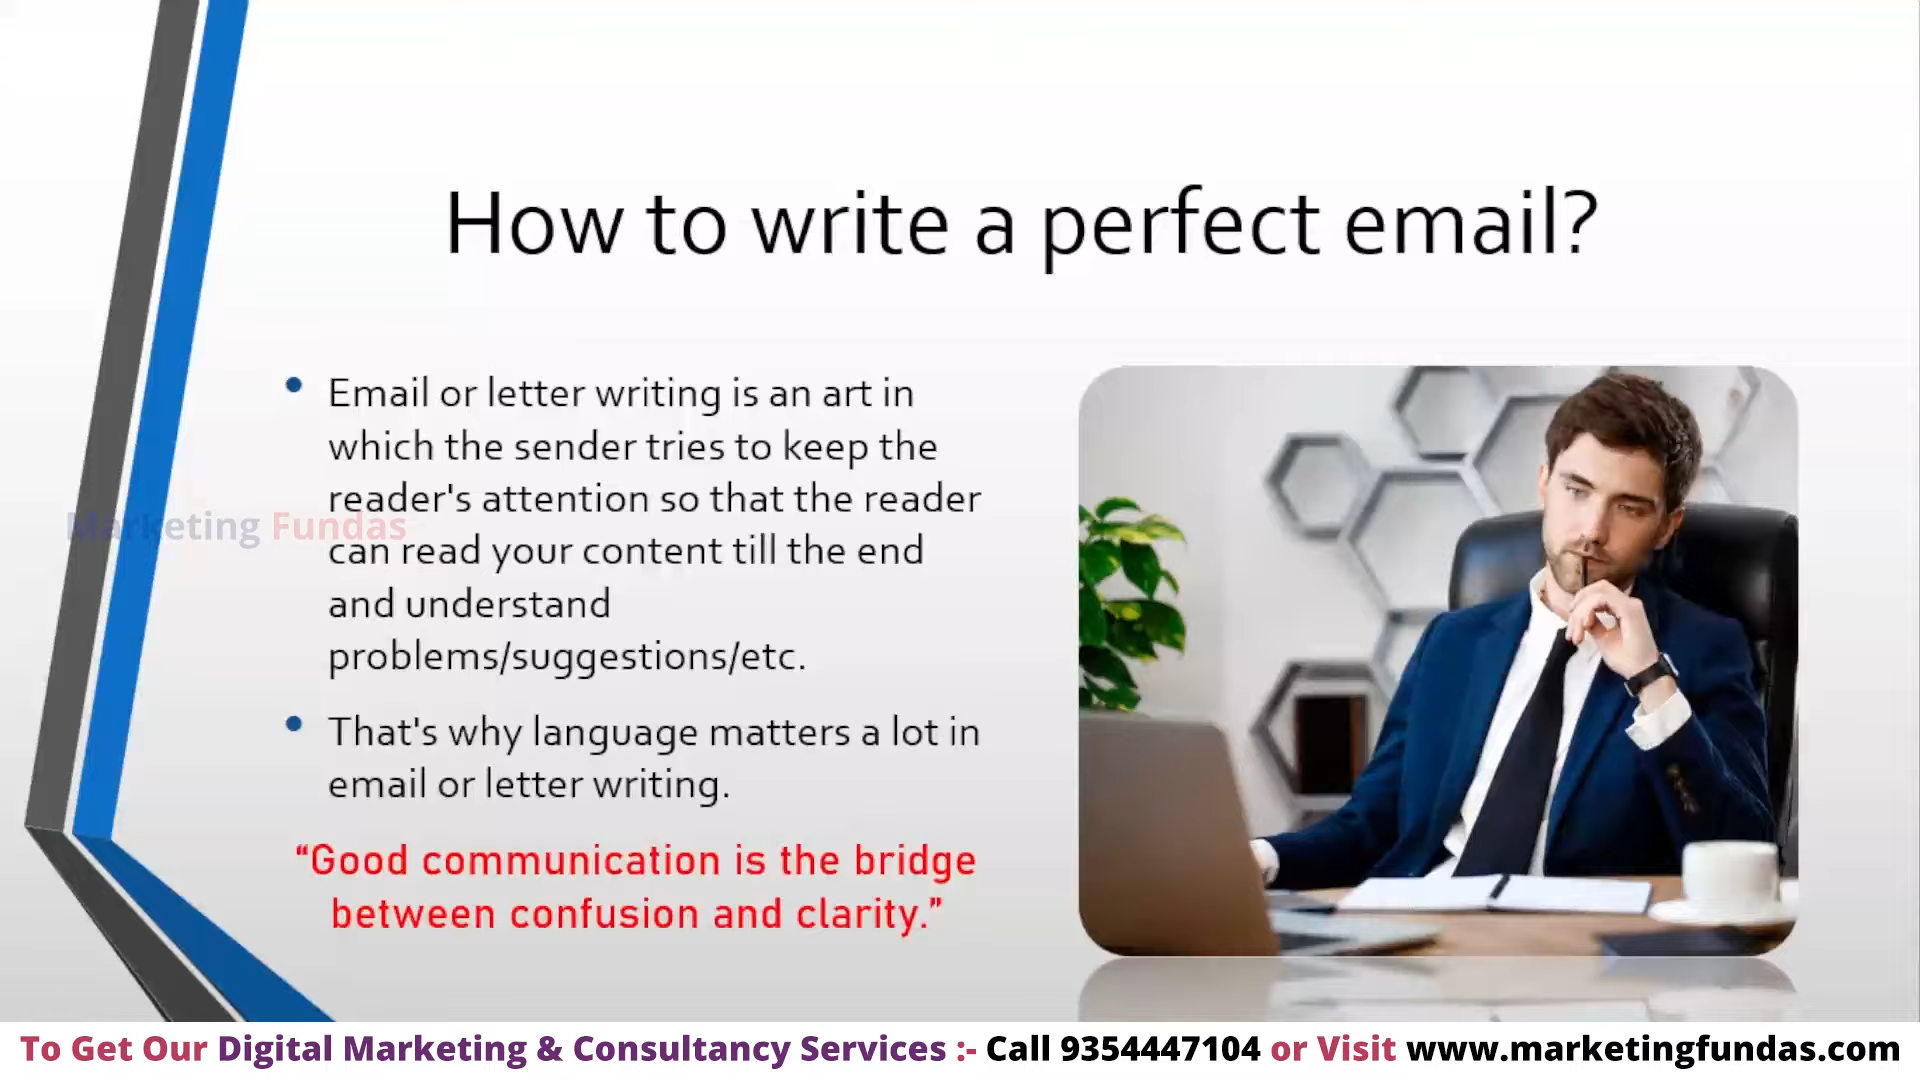 How to write a perfect email?
• Email or letter writing is an art in
which the sender tries to keep the
reader's attention so that the reader
Marketing Fundas
can read your content till the end
and understand
problems/suggestions/etc.
• That's why language matters a lot in
email or letter writing.
“Good communication is the bridge
between confusion and clarity.”
To Get Our Digital Marketing & Consultancy Services :- Call 9354447104 or Visit www.marketingfundas.com